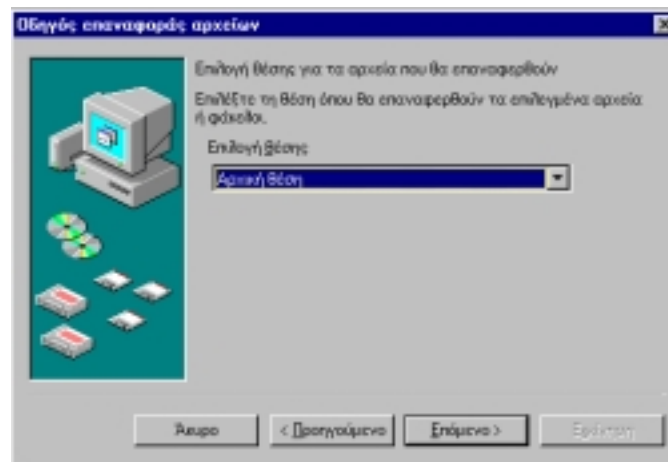 Οδηγός επαναφοράς αρχείων
Επιλογή θέσης για τα αρχεία που θα επαναφερθούν
Επιλέξτε τη θέση όπου θα επαναφερθούν τα επιλεγμένα αρχεία
ή φάκελοι.
Επιλογή θέσης
Αρχική θέση
Άκυρο
< Προηγούμενο
Επόμενο >
Εκκίνηση